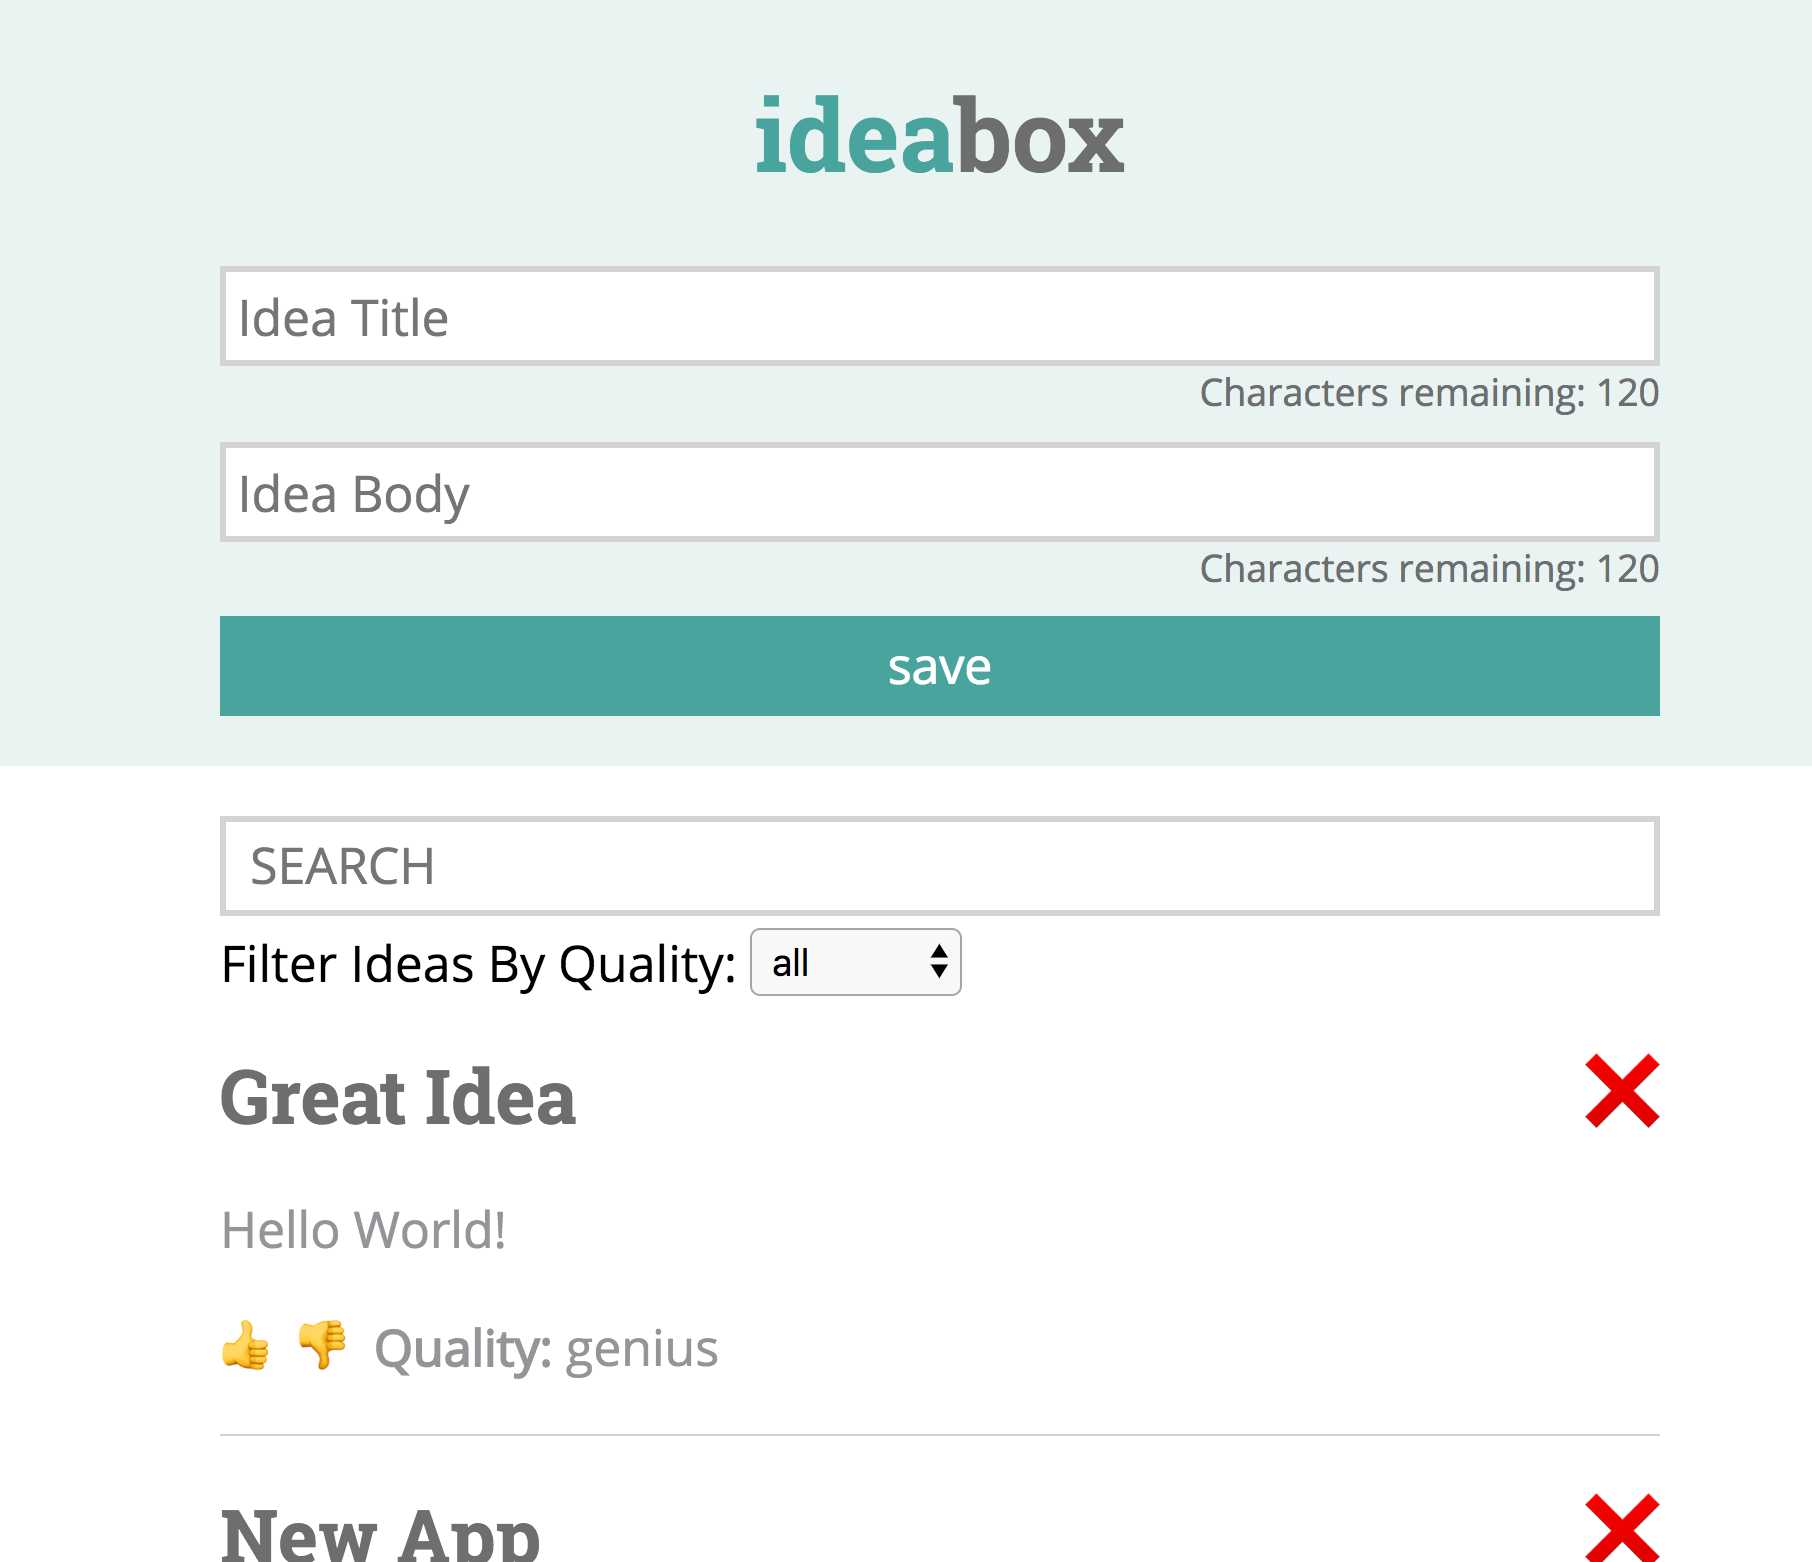 ideabox
Idea Title
Characters remaining: 120
Idea Body
Characters remaining: 120
save
SEARCH
Filter Ideas By Quality: all
Great Idea
Hello World!
Quality: genius
New App